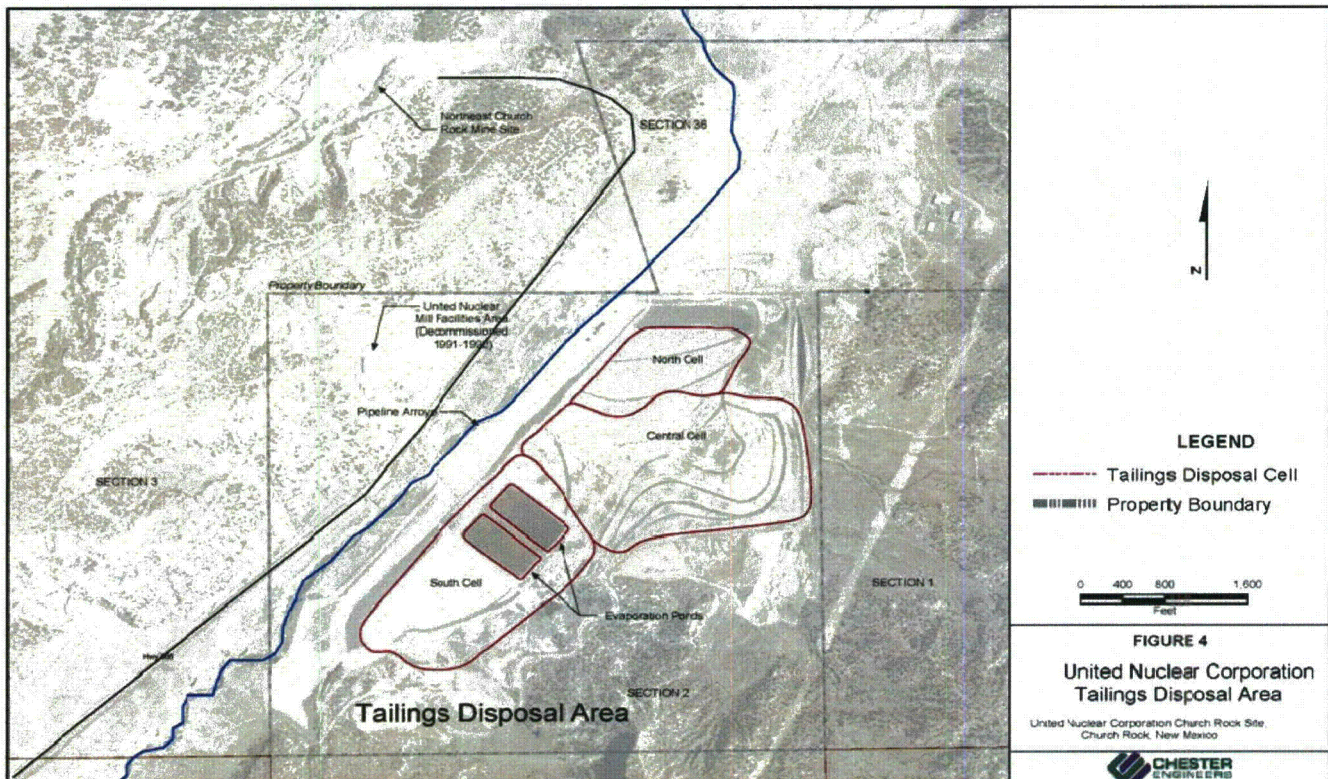 Northeast Church
Rock Mine Site
SECTION 36
Property Boundary
United Nuclear
Mill Facilities Area
(Decommissioned
1991-1992)
North Cell
Pipeline Arroyo
Central Cell
SECTION 3
South Cell
SECTION 1
Evaporation Ponds
SECTION 2
Tailings Disposal Area
N
LEGEND
Tailings Disposal Cell
Property Boundary
0 400 800 1,600
Feet
FIGURE 4
United Nuclear Corporation
Tailings Disposal Area
United Nuclear Corporation Church Rock Site,
Church Rock, New Mexico
CHESTER
ENGINEERS